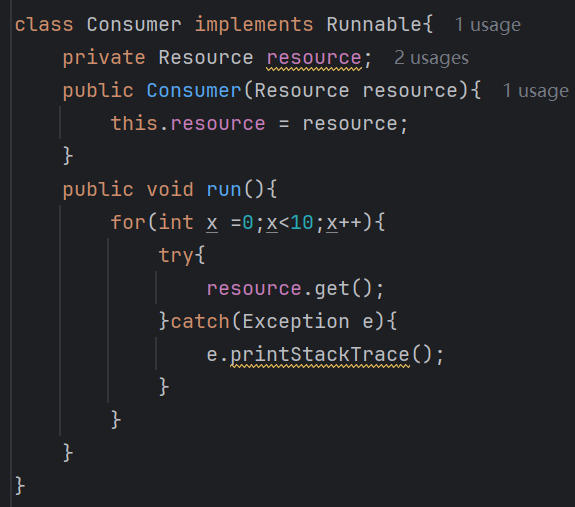 class Consumer implements Runnable{ 1 usage
    private Resource resource; 2 usages
    public Consumer(Resource resource){ 1 usage
        this.resource = resource;
    }
    public void run(){
        for(int x =0;x<10;x++){
            try{
                resource.get();
            }catch(Exception e){
                e.printStackTrace();
            }
        }
    }
}